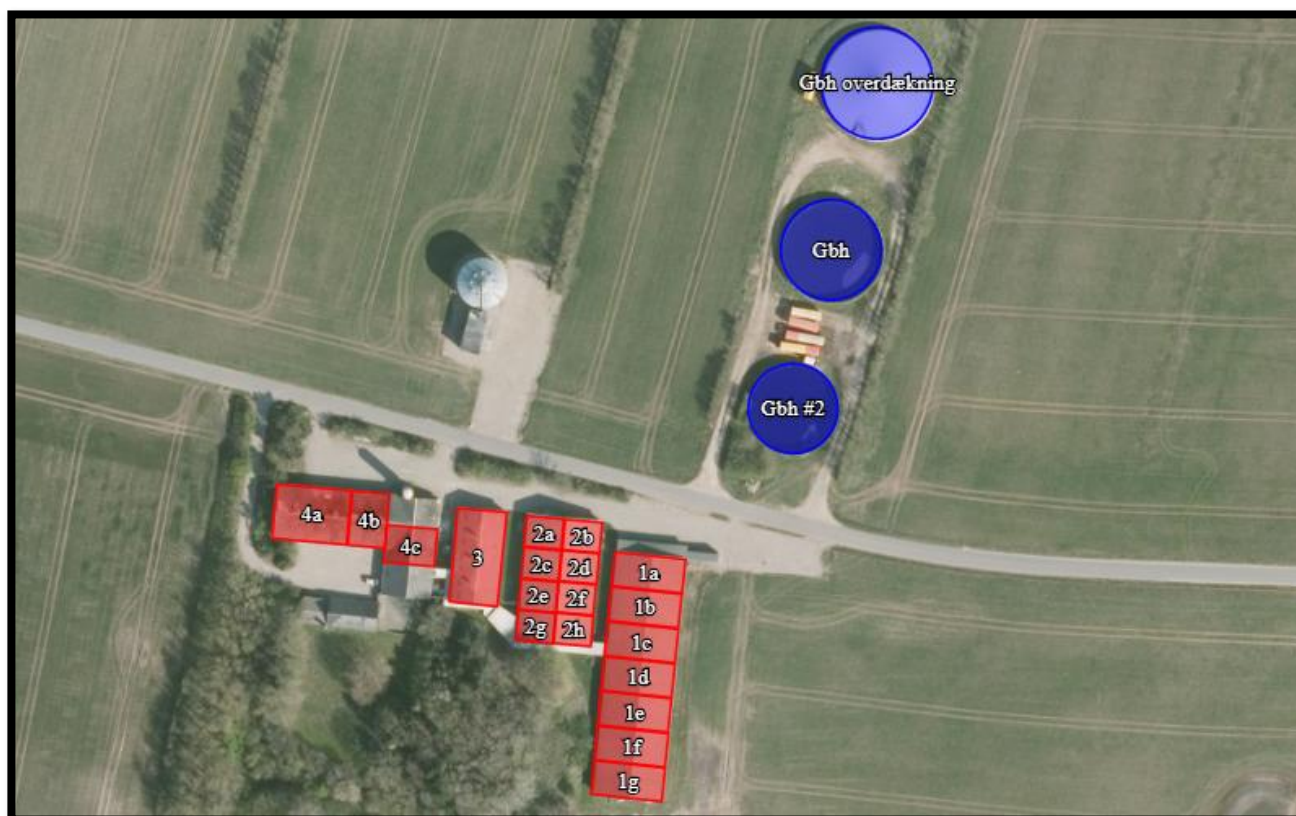 Gbh overdækning
Gbh
Gbh #2
4a
4b
4c
3
2a
2b
2c
2d
2e
2f
2g
2h
1a
1b
1c
1d
1e
1f
1g